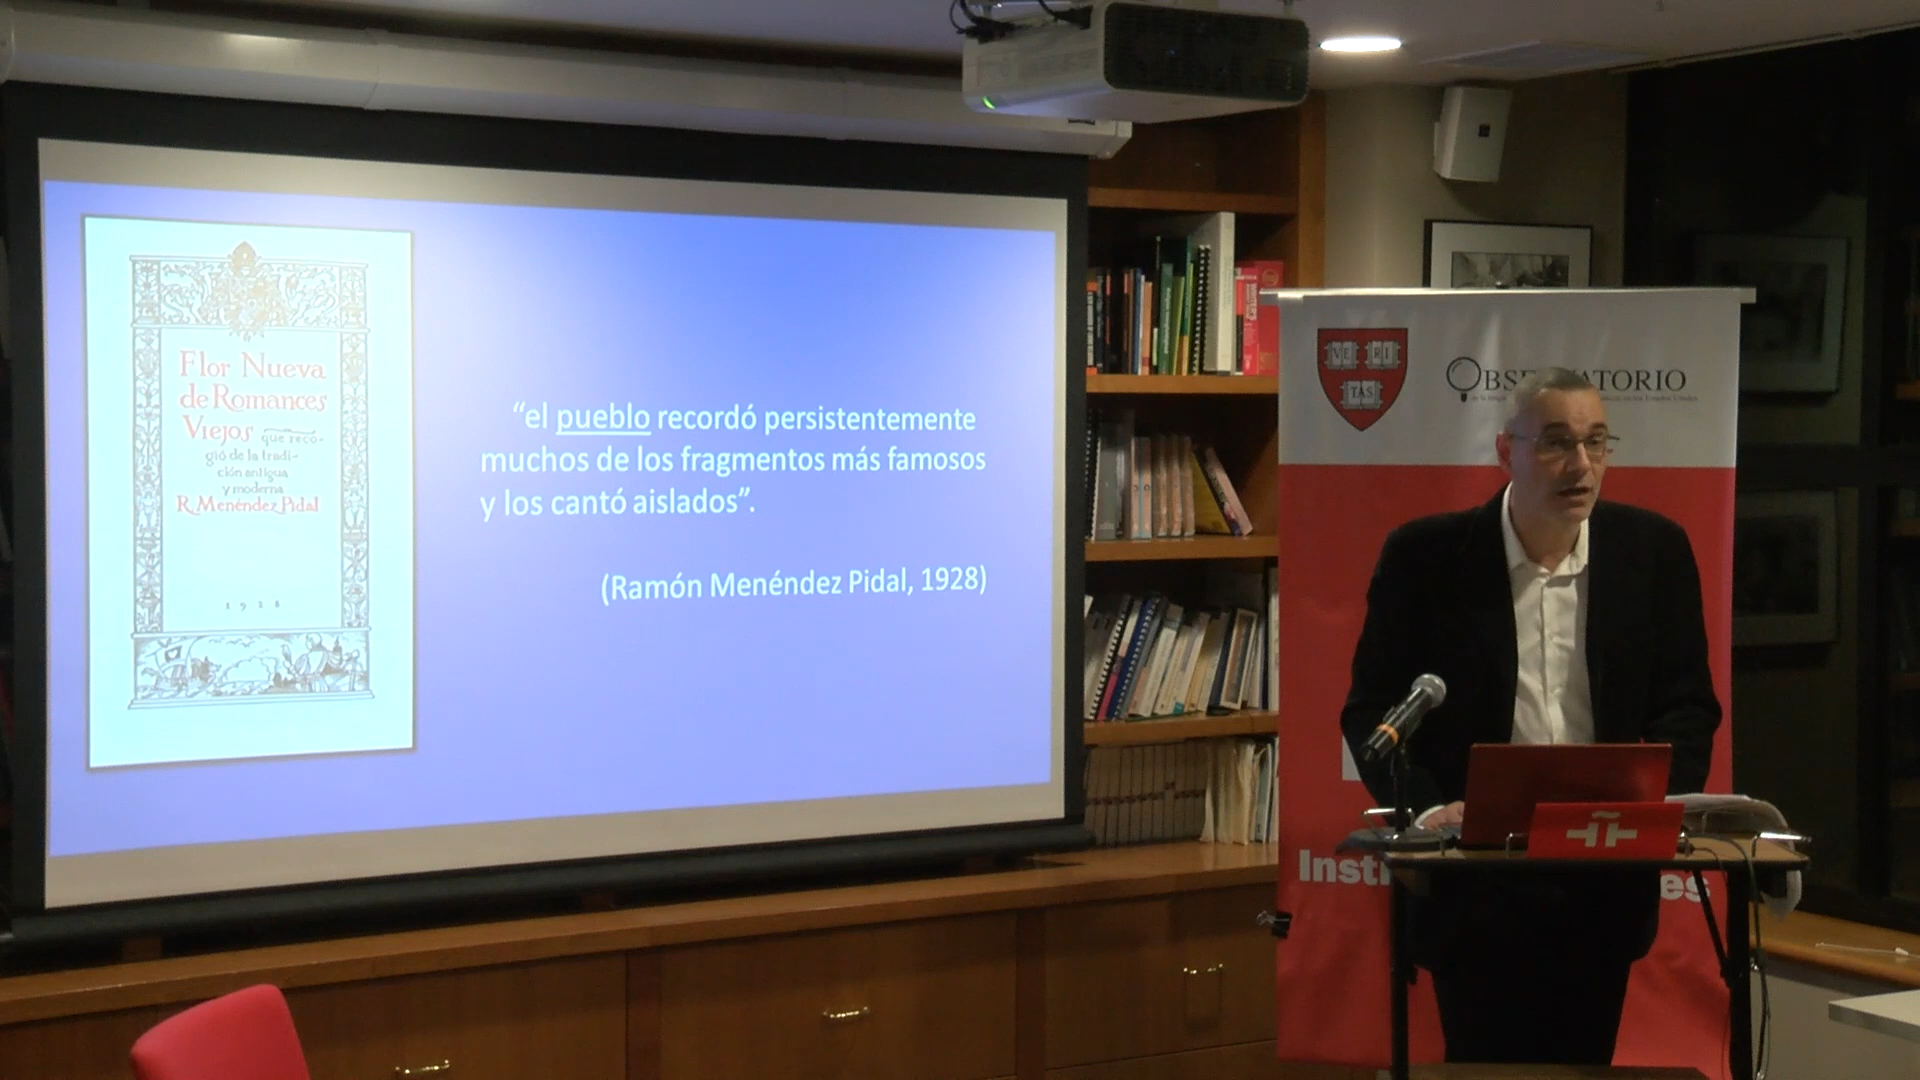 Flor Nueva
de Romances
Viejos que reco-
gió de la tradi-
ción antigua
y moderna
R. Menéndez Pidal
1928
“el pueblo recordó persistentemente
muchos de los fragmentos más famosos
y los cantó aislados”.
(Ramón Menéndez Pidal, 1928)
VE RI
TAS
OBSERVATORIO
Insti
es